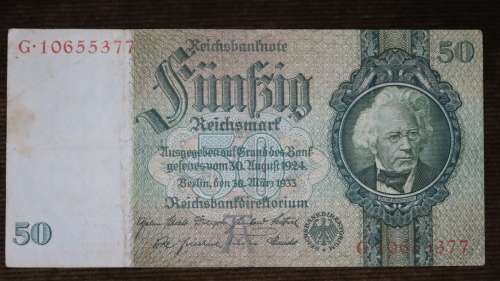 G·10655377
Reichsbanknote
50
Fünfzig
Reichsmark
Ausgegeben auf Grund des Bank
gesetzes vom 30. August 1924
Berlin, den 30. März 1933
Reichsbankdirektorium
50
REICHSBANKDIREKTORIUM
G·10655377